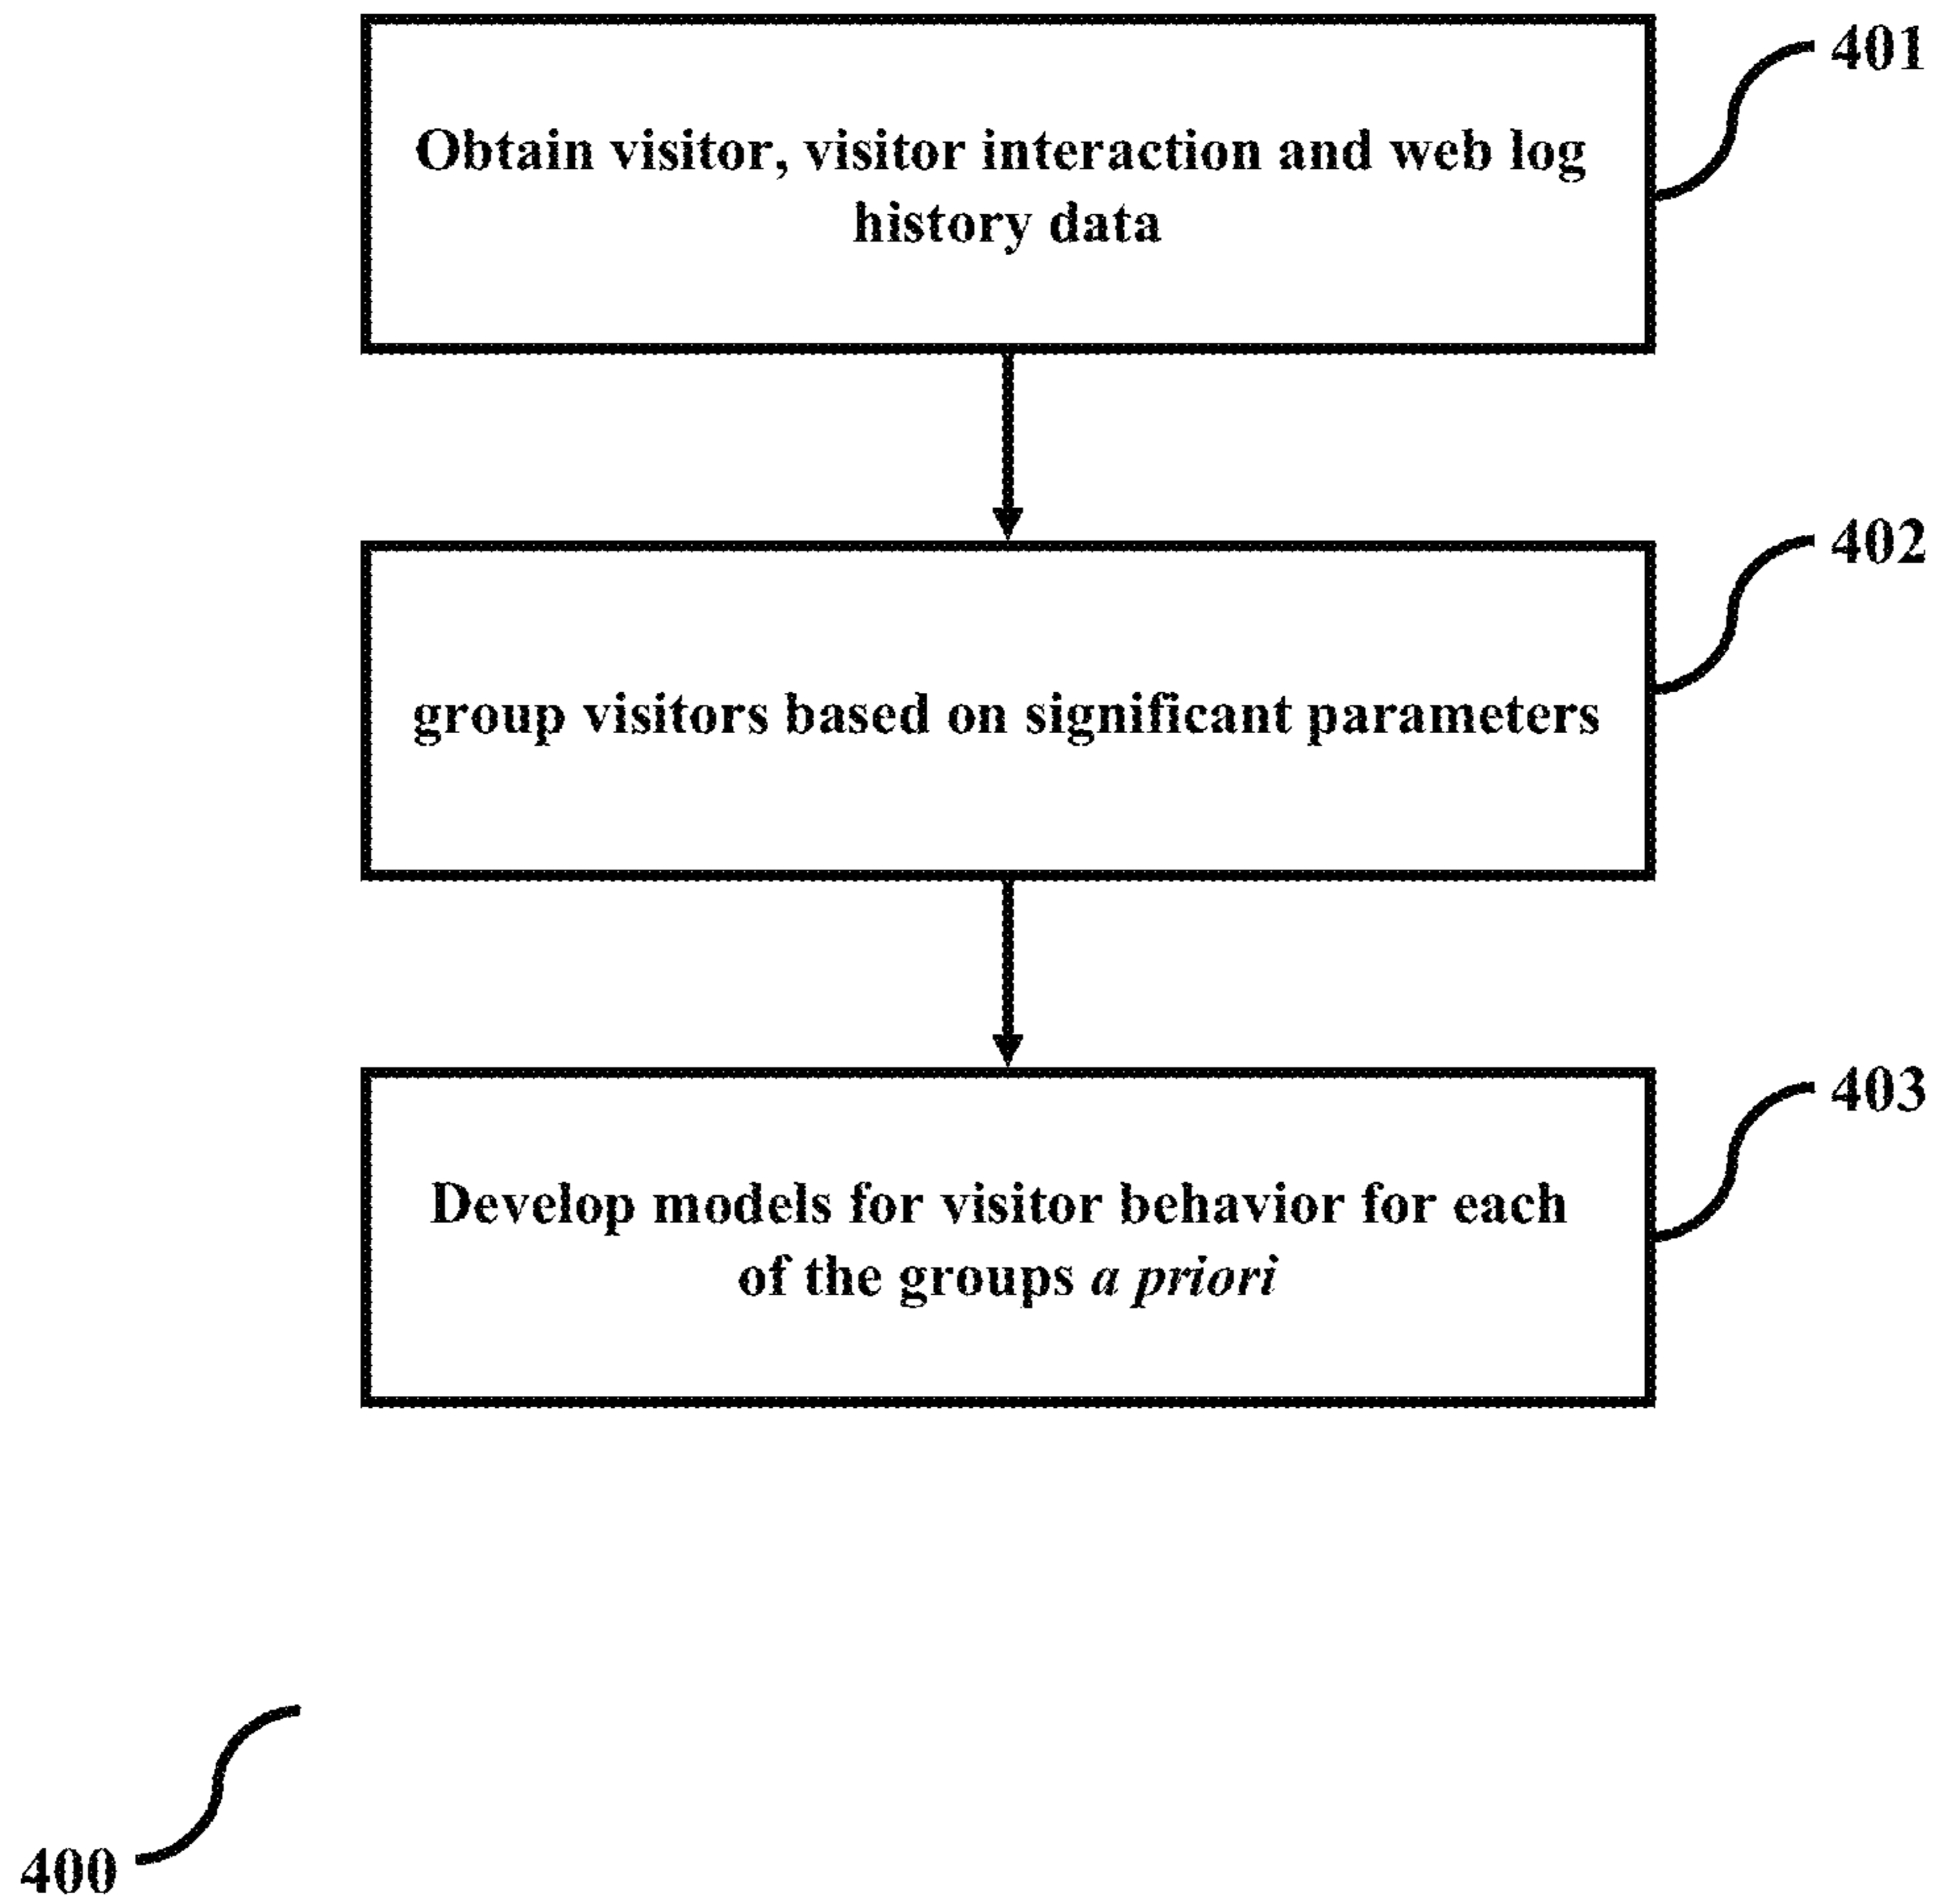 401
Obtain visitor, visitor interaction and web log
history data
402
group visitors based on significant parameters
403
Develop models for visitor behavior for each
of the groups a priori
400